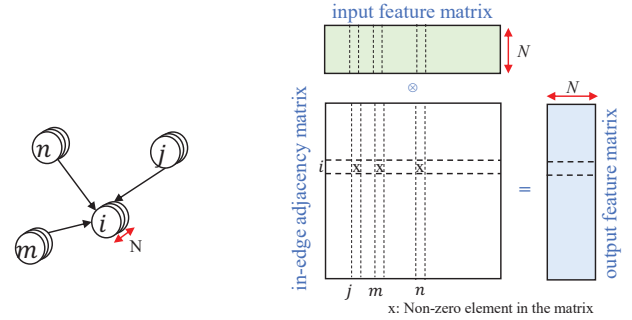 input feature matrix
N
⊗
N
in-edge adjacency matrix
n
j
i
m
N
i
x
x
x
=
output feature matrix
j
m
n
x: Non-zero element in the matrix